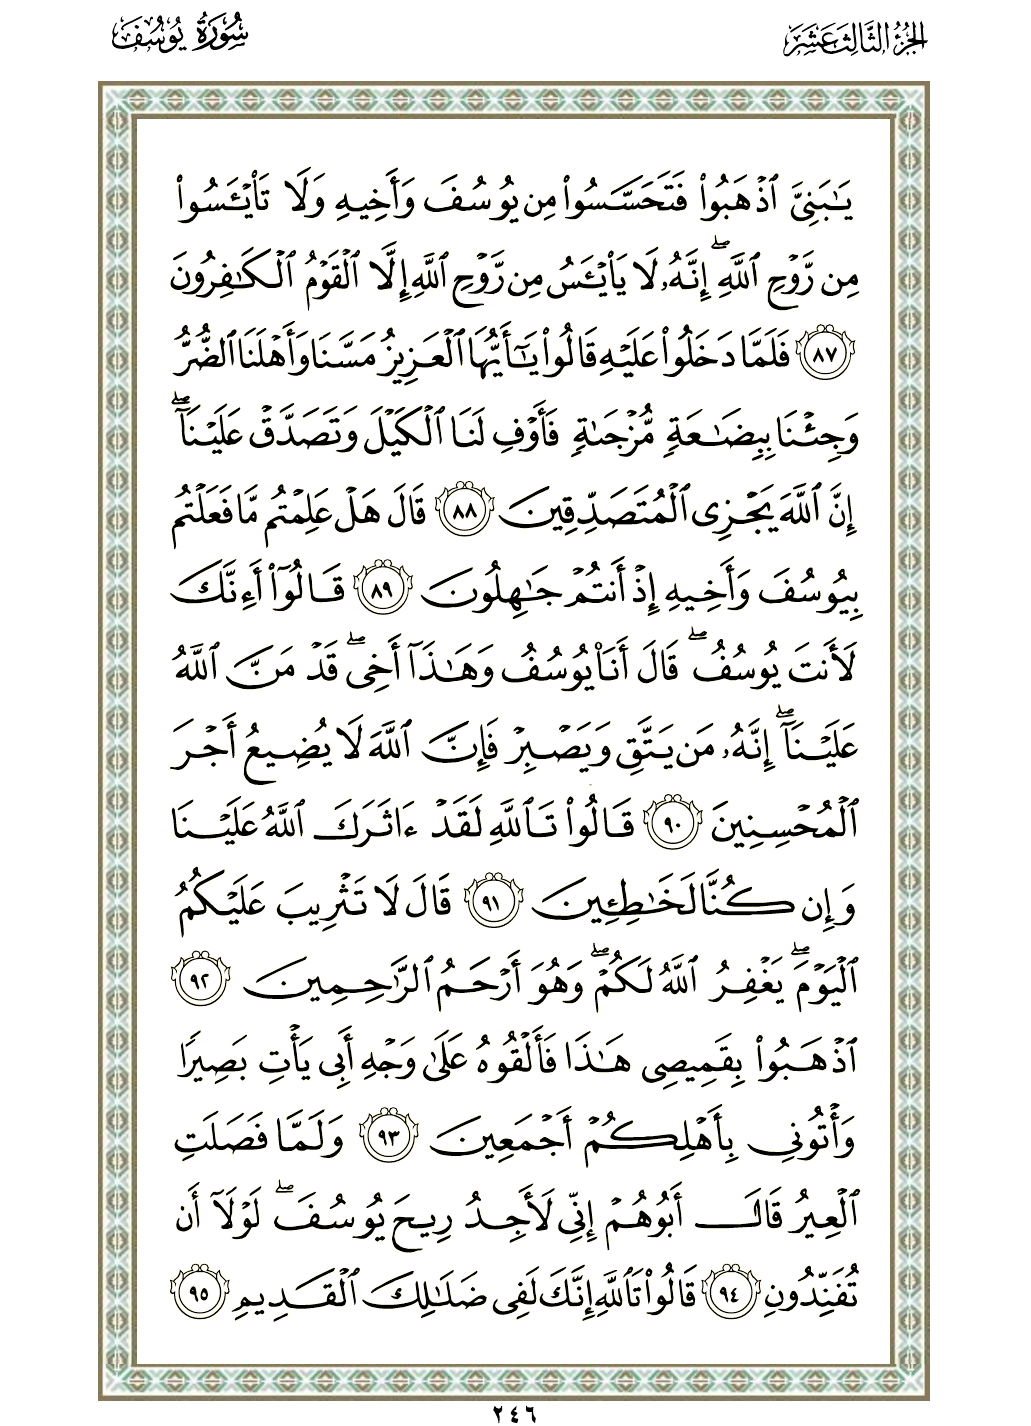 الجزء الثالث عشر
سورة يوسف
يَٰبَنِىَّ ٱذْهَبُوا۟ فَتَحَسَّسُوا۟ مِن يُوسُفَ وَأَخِيهِ وَلَا تَا۟يْـَٔسُوا۟
مِن رَّوْحِ ٱللَّهِ ۖ إِنَّهُۥ لَا يَا۟يْـَٔسُ مِن رَّوْحِ ٱللَّهِ إِلَّا ٱلْقَوْمُ ٱلْكَٰفِرُونَ
٨٧ فَلَمَّا دَخَلُوا۟ عَلَيْهِ قَالُوا۟ يَٰٓأَيُّهَا ٱلْعَزِيزُ مَسَّنَا وَأَهْلَنَا ٱلضُّرُّ
وَجِئْنَا بِبِضَٰعَةٍ مُّزْجَىٰةٍ فَأَوْفِ لَنَا ٱلْكَيْلَ وَتَصَدَّقْ عَلَيْنَآ ۖ
إِنَّ ٱللَّهَ يَجْزِى ٱلْمُتَصَدِّقِينَ ٨٨ قَالَ هَلْ عَلِمْتُم مَّا فَعَلْتُم
بِيُوسُفَ وَأَخِيهِ إِذْ أَنتُمْ جَٰهِلُونَ ٨٩ قَالُوٓا۟ أَءِنَّكَ
لَأَنتَ يُوسُفُ ۖ قَالَ أَنَا۠ يُوسُفُ وَهَٰذَآ أَخِى ۖ قَدْ مَنَّ ٱللَّهُ
عَلَيْنَآ ۖ إِنَّهُۥ مَن يَتَّقِ وَيَصْبِرْ فَإِنَّ ٱللَّهَ لَا يُضِيعُ أَجْرَ
ٱلْمُحْسِنِينَ ٩٠ قَالُوا۟ تَٱللَّهِ لَقَدْ ءَاثَرَكَ ٱللَّهُ عَلَيْنَا
وَإِن كُنَّا لَخَٰطِـِٔينَ ٩١ قَالَ لَا تَثْرِيبَ عَلَيْكُمُ
ٱلْيَوْمَ ۖ يَغْفِرُ ٱللَّهُ لَكُمْ ۖ وَهُوَ أَرْحَمُ ٱلرَّٰحِمِينَ ٩٢
ٱذْهَبُوا۟ بِقَمِيصِى هَٰذَا فَأَلْقُوهُ عَلَىٰ وَجْهِ أَبِى يَأْتِ بَصِيرًا
وَأْتُونِى بِأَهْلِكُمْ أَجْمَعِينَ ٩٣ وَلَمَّا فَصَلَتِ
ٱلْعِيرُ قَالَ أَبُوهُمْ إِنِّى لَأَجِدُ رِيحَ يُوسُفَ ۖ لَوْلَآ أَن
تُفَنِّدُونِ ٩٤ قَالُوا۟ تَٱللَّهِ إِنَّكَ لَفِى ضَلَٰلِكَ ٱلْقَدِيمِ ٩٥
٢٤٦